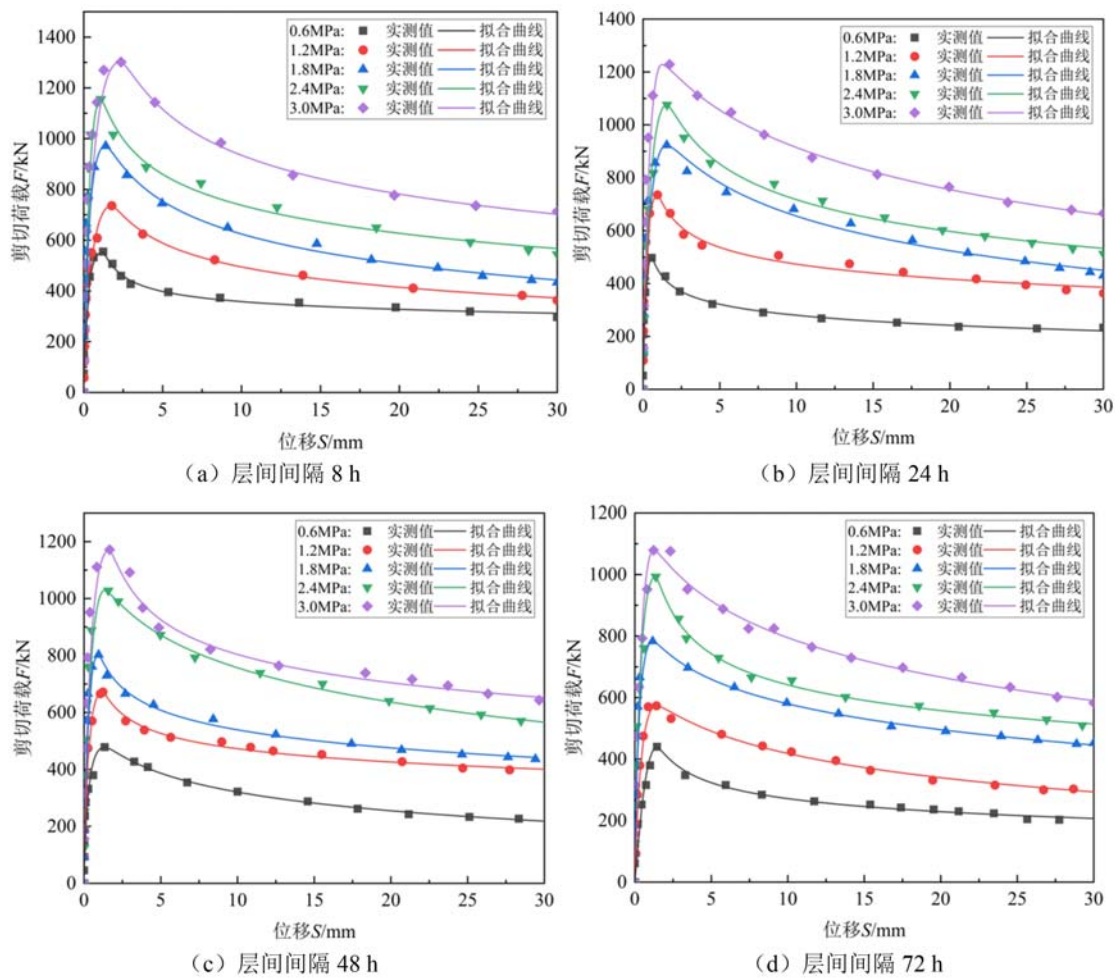 0.6MPa: 实测值 拟合曲线
1.2MPa: 实测值 拟合曲线
1.8MPa: 实测值 拟合曲线
2.4MPa: 实测值 拟合曲线
3.0MPa: 实测值 拟合曲线
1400
1200
1000
800
600
400
200
0
剪切荷载F/kN
0 5 10 15 20 25 30
位移S/mm
(a) 层间间隔 8 h
0.6MPa: 实测值 拟合曲线
1.2MPa: 实测值 拟合曲线
1.8MPa: 实测值 拟合曲线
2.4MPa: 实测值 拟合曲线
3.0MPa: 实测值 拟合曲线
1400
1200
1000
800
600
400
200
0
剪切荷载F/kN
0 5 10 15 20 25 30
位移S/mm
(b) 层间间隔 24 h
0.6MPa: 实测值 拟合曲线
1.2MPa: 实测值 拟合曲线
1.8MPa: 实测值 拟合曲线
2.4MPa: 实测值 拟合曲线
3.0MPa: 实测值 拟合曲线
1200
1000
800
600
400
200
0
剪切荷载F/kN
0 5 10 15 20 25 30
位移S/mm
(c) 层间间隔 48 h
0.6MPa: 实测值 拟合曲线
1.2MPa: 实测值 拟合曲线
1.8MPa: 实测值 拟合曲线
2.4MPa: 实测值 拟合曲线
3.0MPa: 实测值 拟合曲线
1200
1000
800
600
400
200
0
剪切荷载F/kN
0 5 10 15 20 25 30
位移S/mm
(d) 层间间隔 72 h